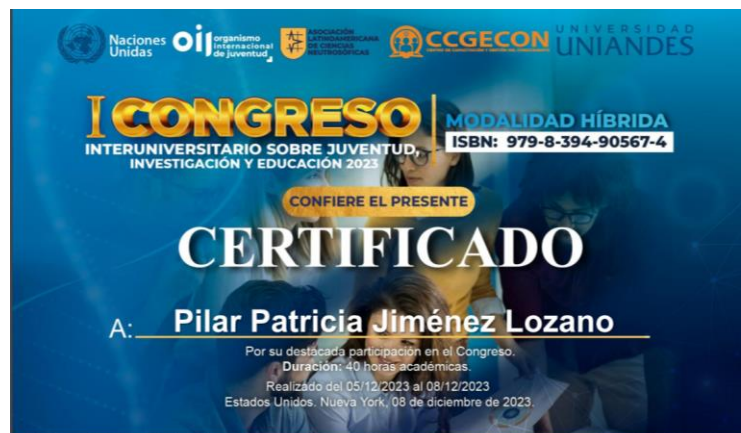 Naciones Unidas
oij organismo internacional de juventud
ASOCIACIÓN LATINOAMERICANA DE CIENCIAS NEUTROSÓFICAS
CCGECON
UNIVERSIDAD UNIANDES
I CONGRESO
INTERUNIVERSITARIO SOBRE JUVENTUD,
INVESTIGACIÓN Y EDUCACIÓN 2023
MODALIDAD HÍBRIDA
ISBN: 979-8-394-90567-4
CONFIERE EL PRESENTE
CERTIFICADO
A: Pilar Patricia Jiménez Lozano
Por su destacada participación en el Congreso.
Duración: 40 horas académicas.
Realizado del 05/12/2023 al 08/12/2023
Estados Unidos. Nueva York, 08 de diciembre de 2023.